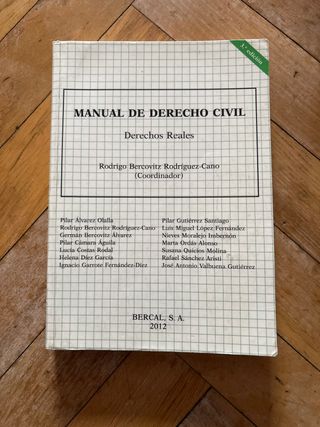 3.ª edición
MANUAL DE DERECHO CIVIL
Derechos Reales
Rodrigo Bercovitz Rodríguez-Cano
(Coordinador)
Pilar Álvarez Olalla
Rodrigo Bercovitz Rodríguez-Cano
Germán Bercovitz Álvarez
Pilar Cámara Águila
Lucía Costas Rodal
Helena Díez García
Ignacio Garrote Fernández-Díez
Pilar Gutiérrez Santiago
Luis Miguel López Fernández
Nieves Moralejo Imbernón
Marta Ordás Alonso
Susana Quicios Molina
Rafael Sánchez Aristi
José Antonio Valbuena Gutiérrez
BERCAL, S. A.
2012